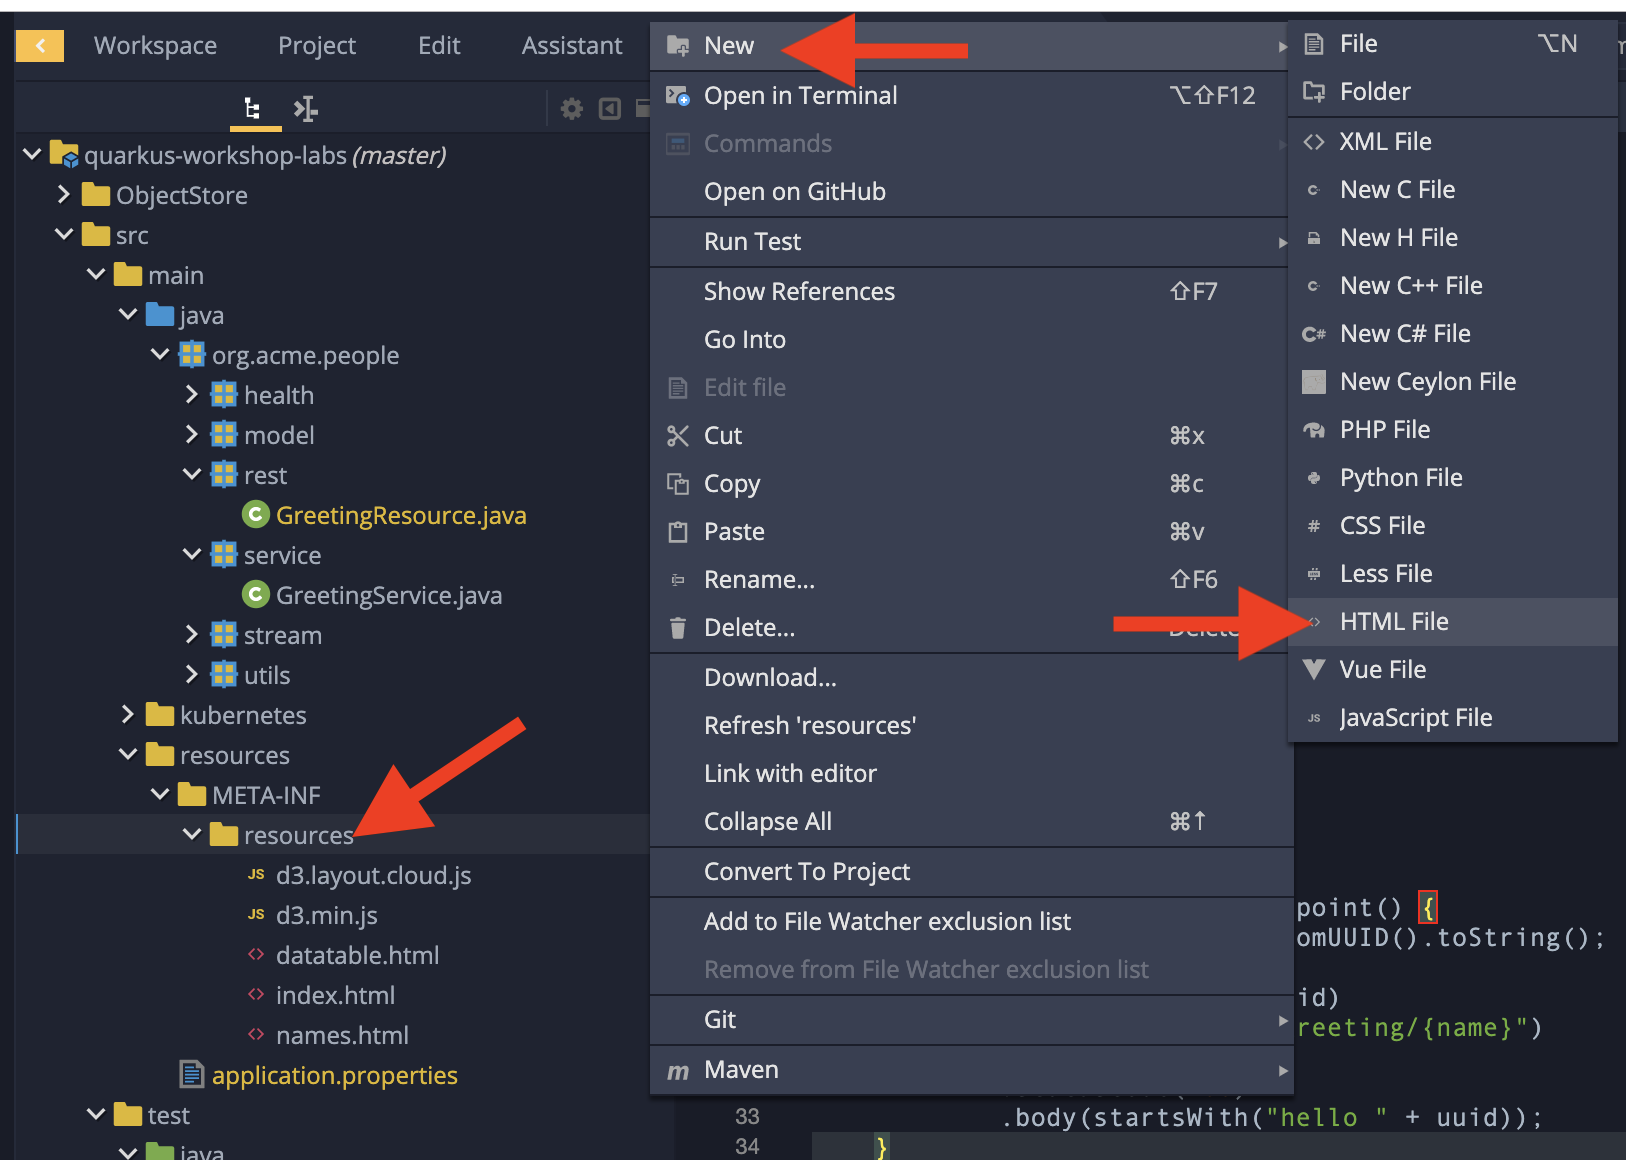 Workspace Project Edit Assistant
quarkus-workshop-labs (master)
ObjectStore
src
main
java
org.acme.people
health
model
rest
GreetingResource.java
service
GreetingService.java
stream
utils
kubernetes
resources
META-INF
resources
d3.layout.cloud.js
d3.min.js
datatable.html
index.html
names.html
application.properties
test
java
New
Open in Terminal ⌥⇧F12
Commands
Open on GitHub
Run Test
Show References ⇧F7
Go Into
Edit file
Cut ⌘x
Copy ⌘c
Paste ⌘v
Rename... ⇧F6
Delete... Delete
Download...
Refresh 'resources'
Link with editor
Collapse All ⌘↑
Convert To Project
Add to File Watcher exclusion list
Remove from File Watcher exclusion list
Git
m Maven
File ⌥N
Folder
XML File
New C File
New H File
New C++ File
C# New C# File
New Ceylon File
PHP File
Python File
# CSS File
Less File
HTML File
Vue File
JS JavaScript File
point() {
omUUID().toString();
id)
reeting/{name}")
33 .body(startsWith("hello " + uuid));
34 }